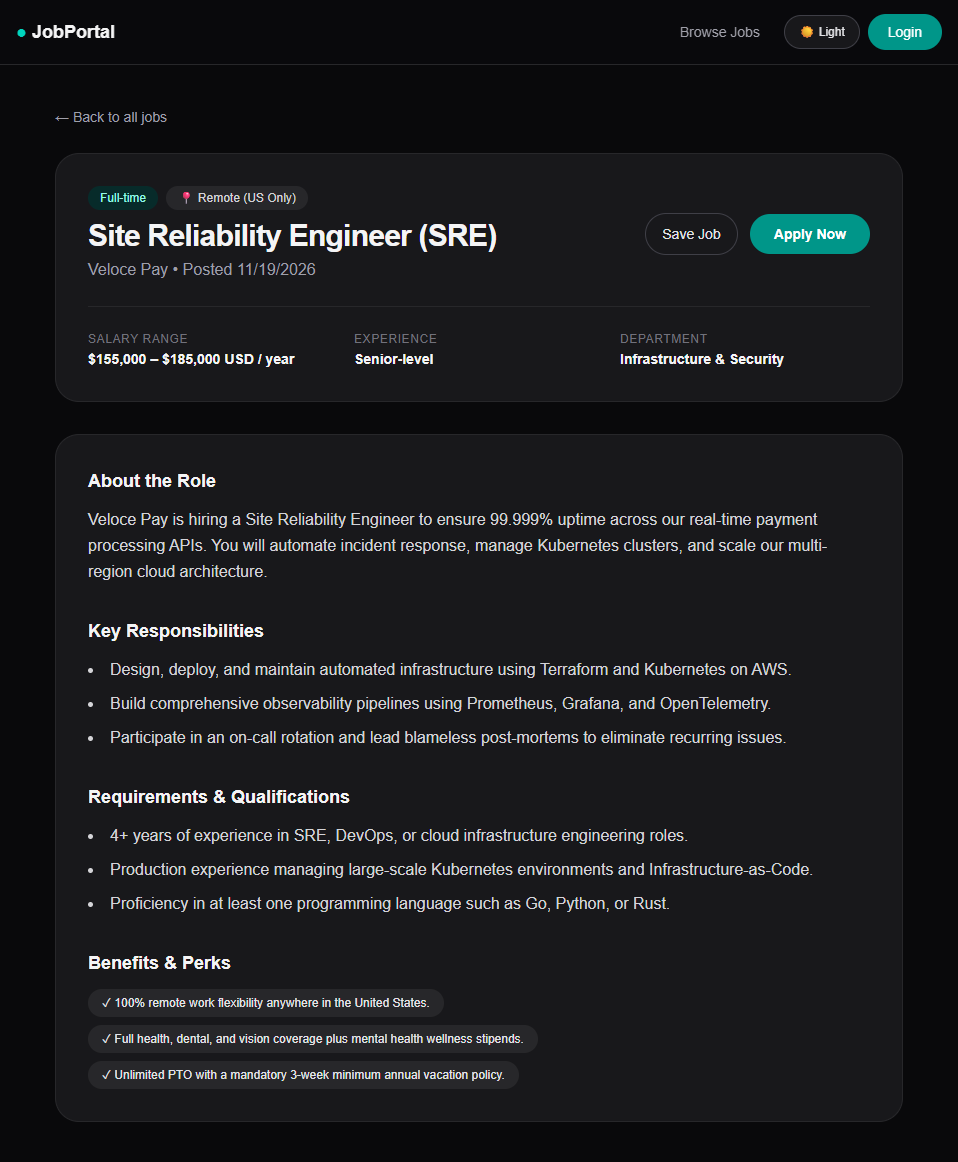 JobPortal
Browse Jobs
Light
Login
← Back to all jobs
Full-time
Remote (US Only)
Site Reliability Engineer (SRE)
Veloce Pay • Posted 11/19/2026
Save Job
Apply Now
SALARY RANGE
EXPERIENCE
DEPARTMENT
$155,000 – $185,000 USD / year
Senior-level
Infrastructure & Security
About the Role
Veloce Pay is hiring a Site Reliability Engineer to ensure 99.999% uptime across our real-time payment
processing APIs. You will automate incident response, manage Kubernetes clusters, and scale our multi-
region cloud architecture.
Key Responsibilities
• Design, deploy, and maintain automated infrastructure using Terraform and Kubernetes on AWS.
• Build comprehensive observability pipelines using Prometheus, Grafana, and OpenTelemetry.
• Participate in an on-call rotation and lead blameless post-mortems to eliminate recurring issues.
Requirements & Qualifications
• 4+ years of experience in SRE, DevOps, or cloud infrastructure engineering roles.
• Production experience managing large-scale Kubernetes environments and Infrastructure-as-Code.
• Proficiency in at least one programming language such as Go, Python, or Rust.
Benefits & Perks
✓ 100% remote work flexibility anywhere in the United States.
✓ Full health, dental, and vision coverage plus mental health wellness stipends.
✓ Unlimited PTO with a mandatory 3-week minimum annual vacation policy.